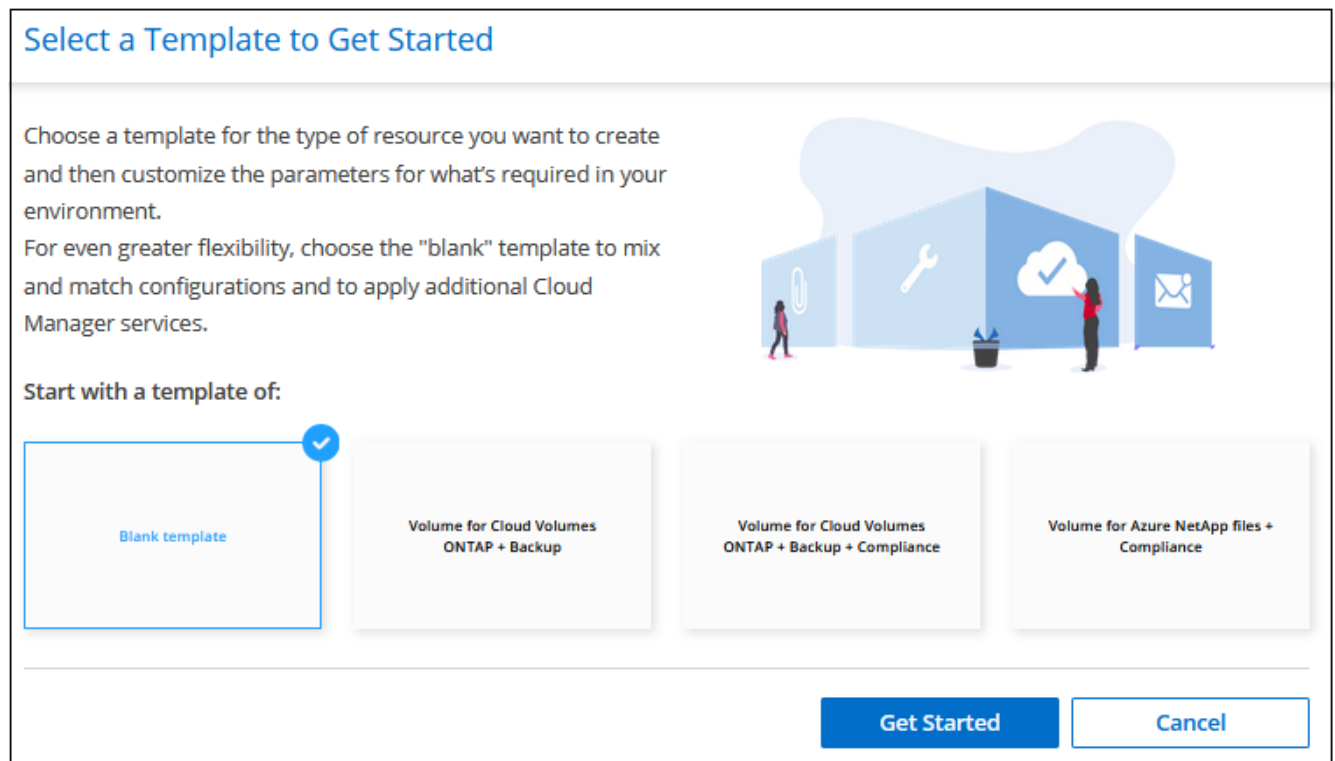 Select a Template to Get Started
Choose a template for the type of resource you want to create
and then customize the parameters for what's required in your
environment.
For even greater flexibility, choose the "blank" template to mix
and match configurations and to apply additional Cloud
Manager services.
Start with a template of:
Blank template
Volume for Cloud Volumes
ONTAP + Backup
Volume for Cloud Volumes
ONTAP + Backup + Compliance
Volume for Azure NetApp files +
Compliance
Get Started
Cancel